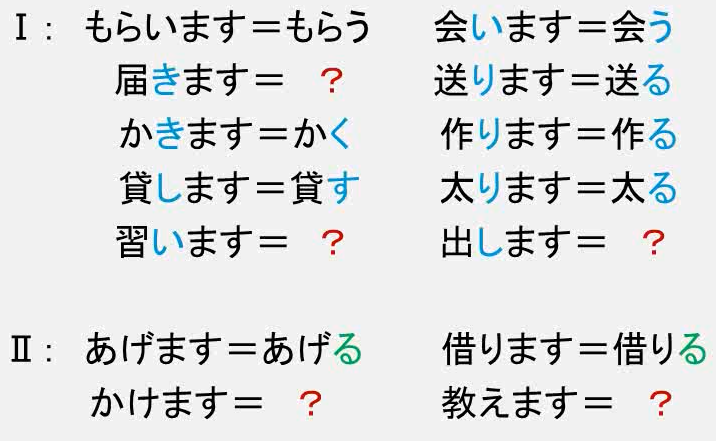 Ⅰ： もらいます＝もらう 会います＝会う
届きます＝ ？ 送ります＝送る
かきます＝かく 作ります＝作る
貸します＝貸す 太ります＝太る
習います＝ ？ 出します＝ ？
Ⅱ： あげます＝あげる 借ります＝借りる
かけます＝ ？ 教えます＝ ？